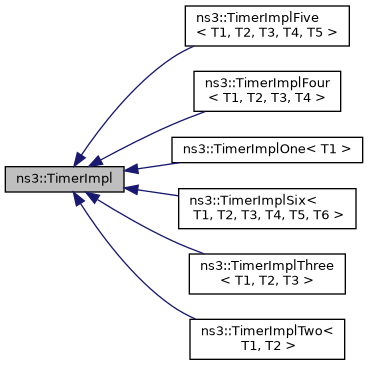 ns3::TimerImplFive
< T1, T2, T3, T4, T5 >
ns3::TimerImplFour
< T1, T2, T3, T4 >
ns3::TimerImplOne< T1 >
ns3::TimerImpl
ns3::TimerImplSix<
T1, T2, T3, T4, T5, T6 >
ns3::TimerImplThree
< T1, T2, T3 >
ns3::TimerImplTwo<
T1, T2 >